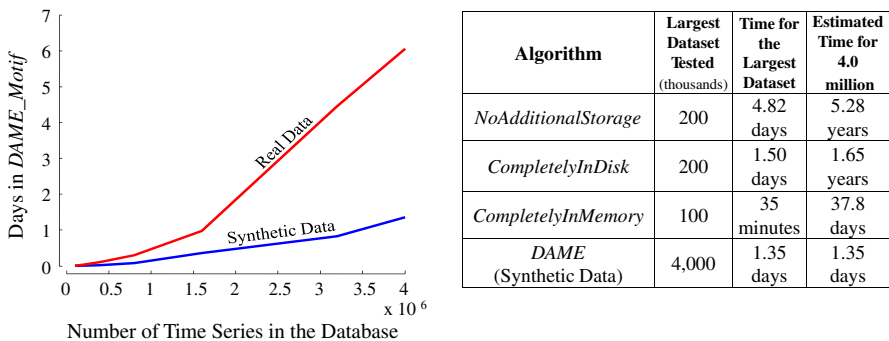 7
6
5
4
3
2
1
0
Days in DAME_Motif
Real Data
Synthetic Data
0 0.5 1 1.5 2 2.5 3 3.5 4
x 10 6
Number of Time Series in the Database
Algorithm
Largest
Dataset
Tested
(thousands)
Time for
the
Largest
Dataset
Estimated
Time for
4.0
million
NoAdditionalStorage
200
4.82
days
5.28
years
CompletelyInDisk
200
1.50
days
1.65
years
CompletelyInMemory
100
35
minutes
37.8
days
DAME
(Synthetic Data)
4,000
1.35
days
1.35
days